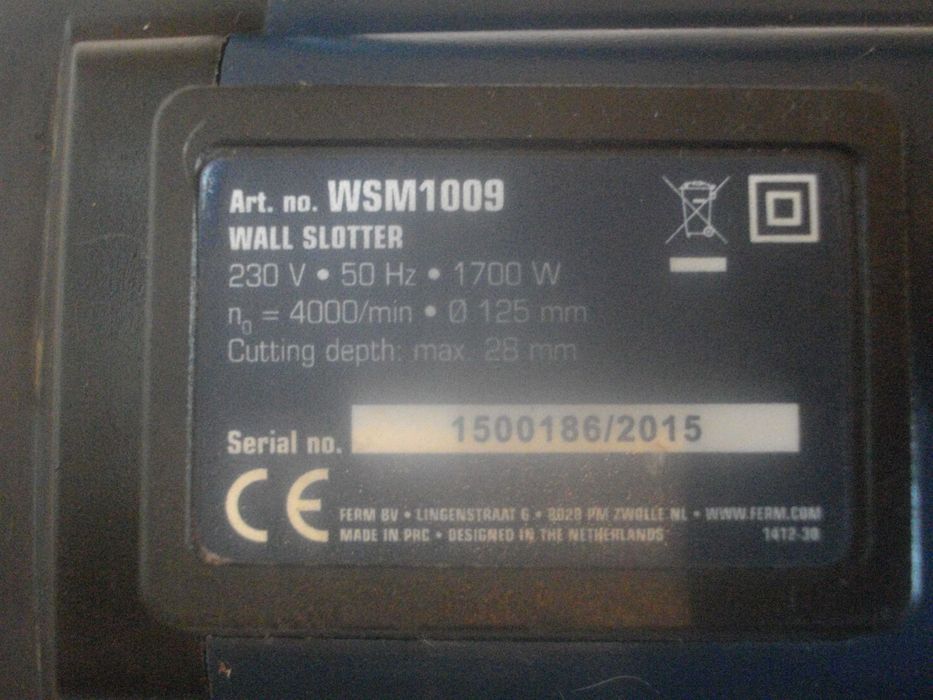 Art. no. WSM1009
WALL SLOTTER
230 V • 50 Hz • 1700 W
n0 = 4000/min • Ø 125 mm
Cutting depth: max. 28 mm
Serial no. 1500186/2015
CE
FERM BV • LINGENSTRAAT 6 • 8028 PM ZWOLLE NL • WWW.FERM.COM
MADE IN PRC • DESIGNED IN THE NETHERLANDS 1412-30